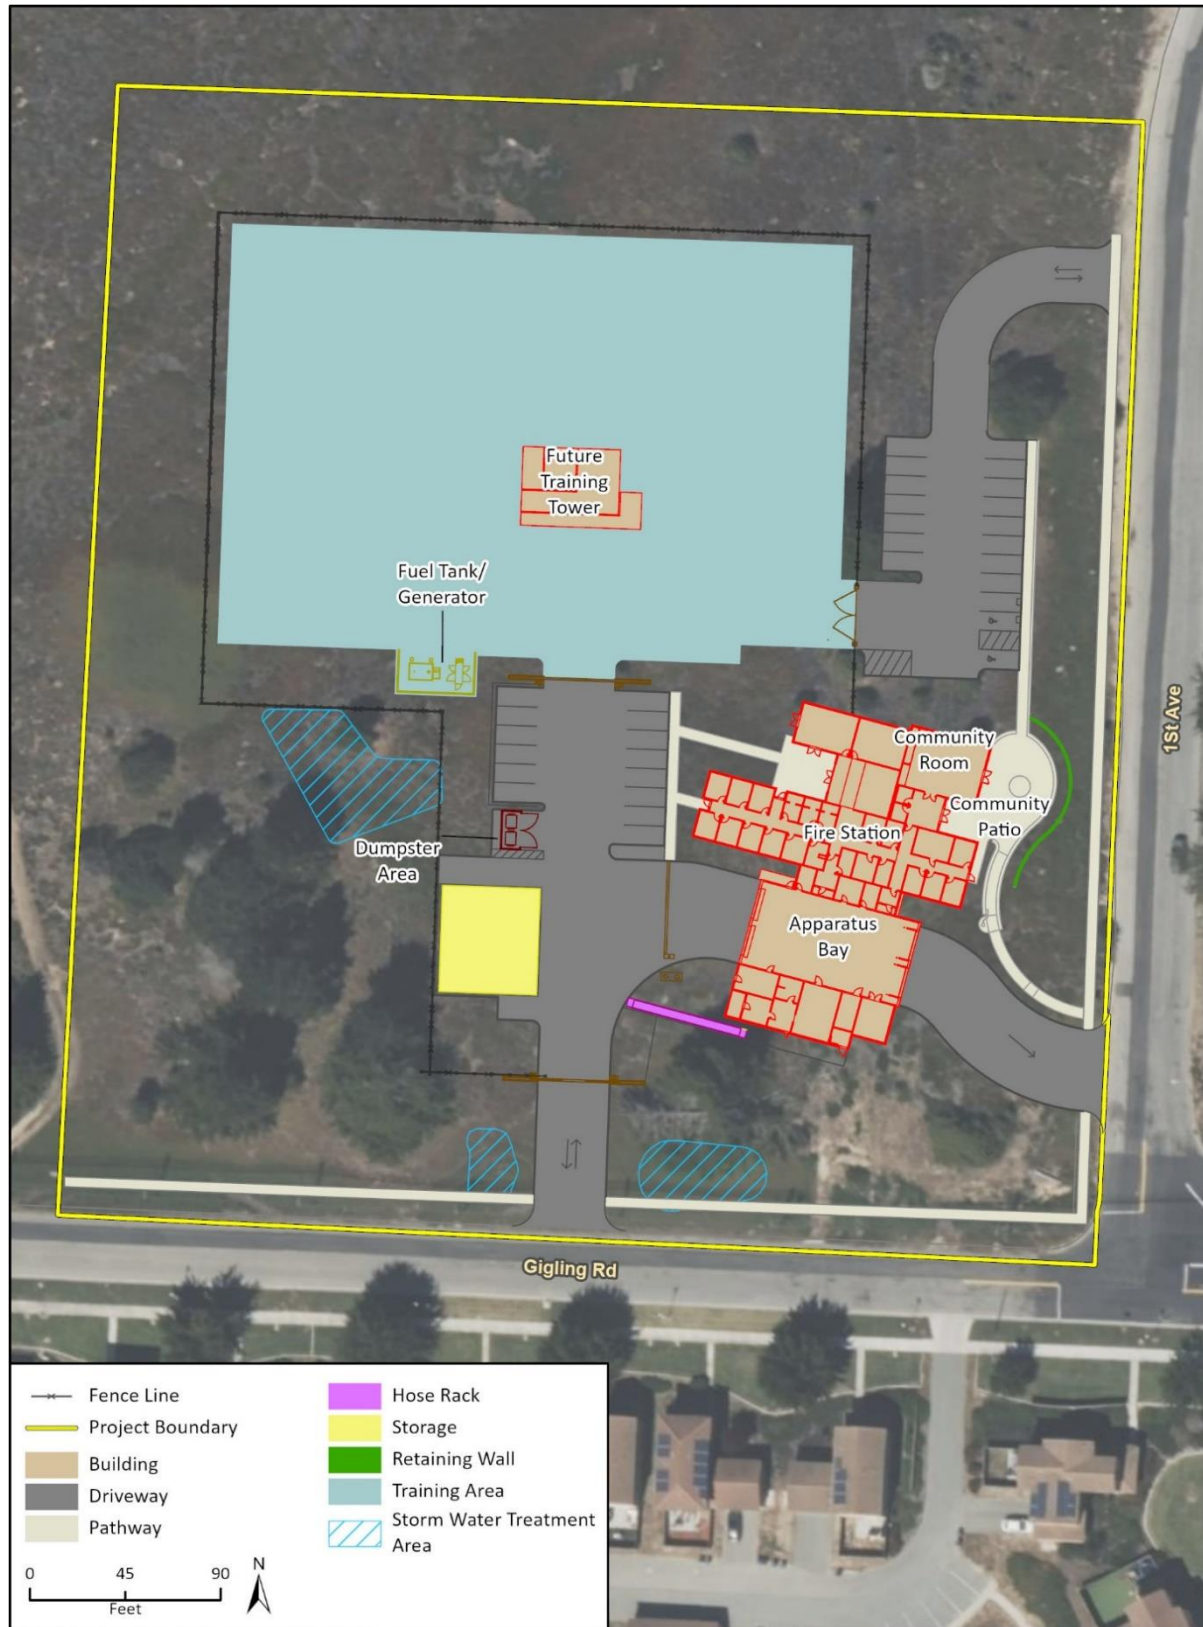 Future
Training
Tower
Fuel Tank/
Generator
Community
Room
1St Ave
Community
Patio
Fire Station
Dumpster
Area
Apparatus
Bay
Gigling Rd
Fence Line
Project Boundary
Building
Driveway
Pathway
Hose Rack
Storage
Retaining Wall
Training Area
Storm Water Treatment
Area
0 45 90
Feet
N